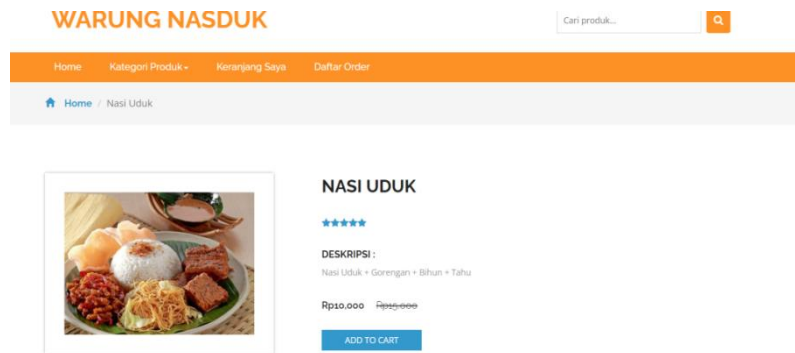 WARUNG NASDUK
Cari produk...
Home Kategori Produk Keranjang Saya Daftar Order
Home / Nasi Uduk
NASI UDUK
DESKRIPSI :
Nasi Uduk + Gorengan + Bihun + Tahu
Rp10.000 Rp15.000
ADD TO CART